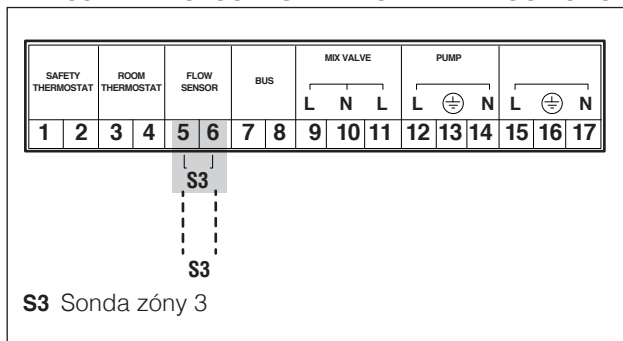 SAFETY THERMOSTAT
ROOM THERMOSTAT
FLOW SENSOR
BUS
MIX VALVE
PUMP
L N L L N L N
1 2 3 4 5 6 7 8 9 10 11 12 13 14 15 16 17
S3
S3
S3 Sonda zóny 3